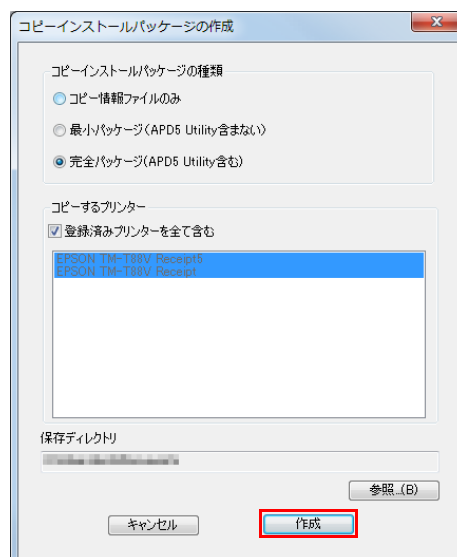 コピーインストールパッケージの作成
コピーインストールパッケージの種類
コピー情報ファイルのみ
最小パッケージ(APD5 Utility含まない)
完全パッケージ(APD5 Utility含む)
コピーするプリンター
登録済みプリンターを全て含む
EPSON TM-T88V Receipt5
EPSON TM-T88V Receipt
保存ディレクトリ
参照...(B)
キャンセル
作成